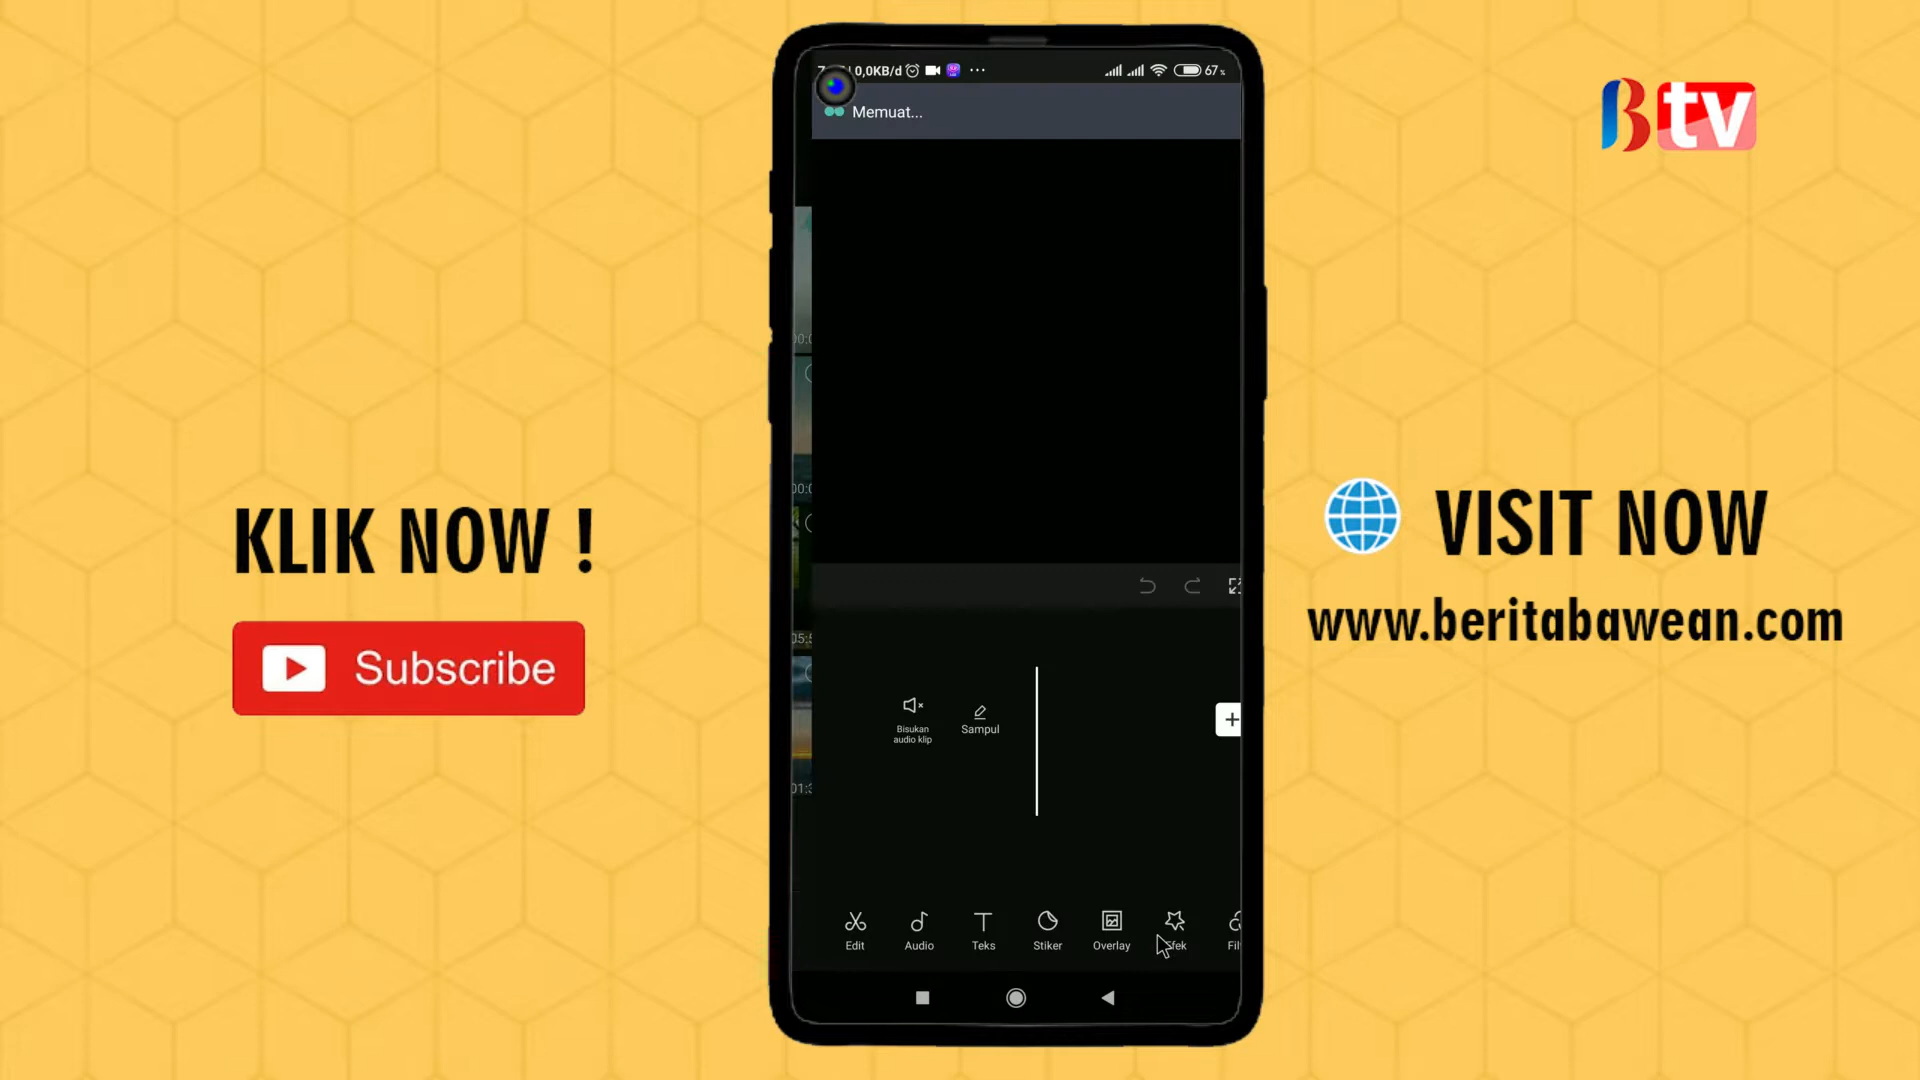 0,0KB/d
67%
Memuat...
Btv
KLIK NOW !
Subscribe
VISIT NOW
www.beritabawean.com
Bisukan
audio klip
Sampul
Edit
Audio
Teks
Stiker
Overlay